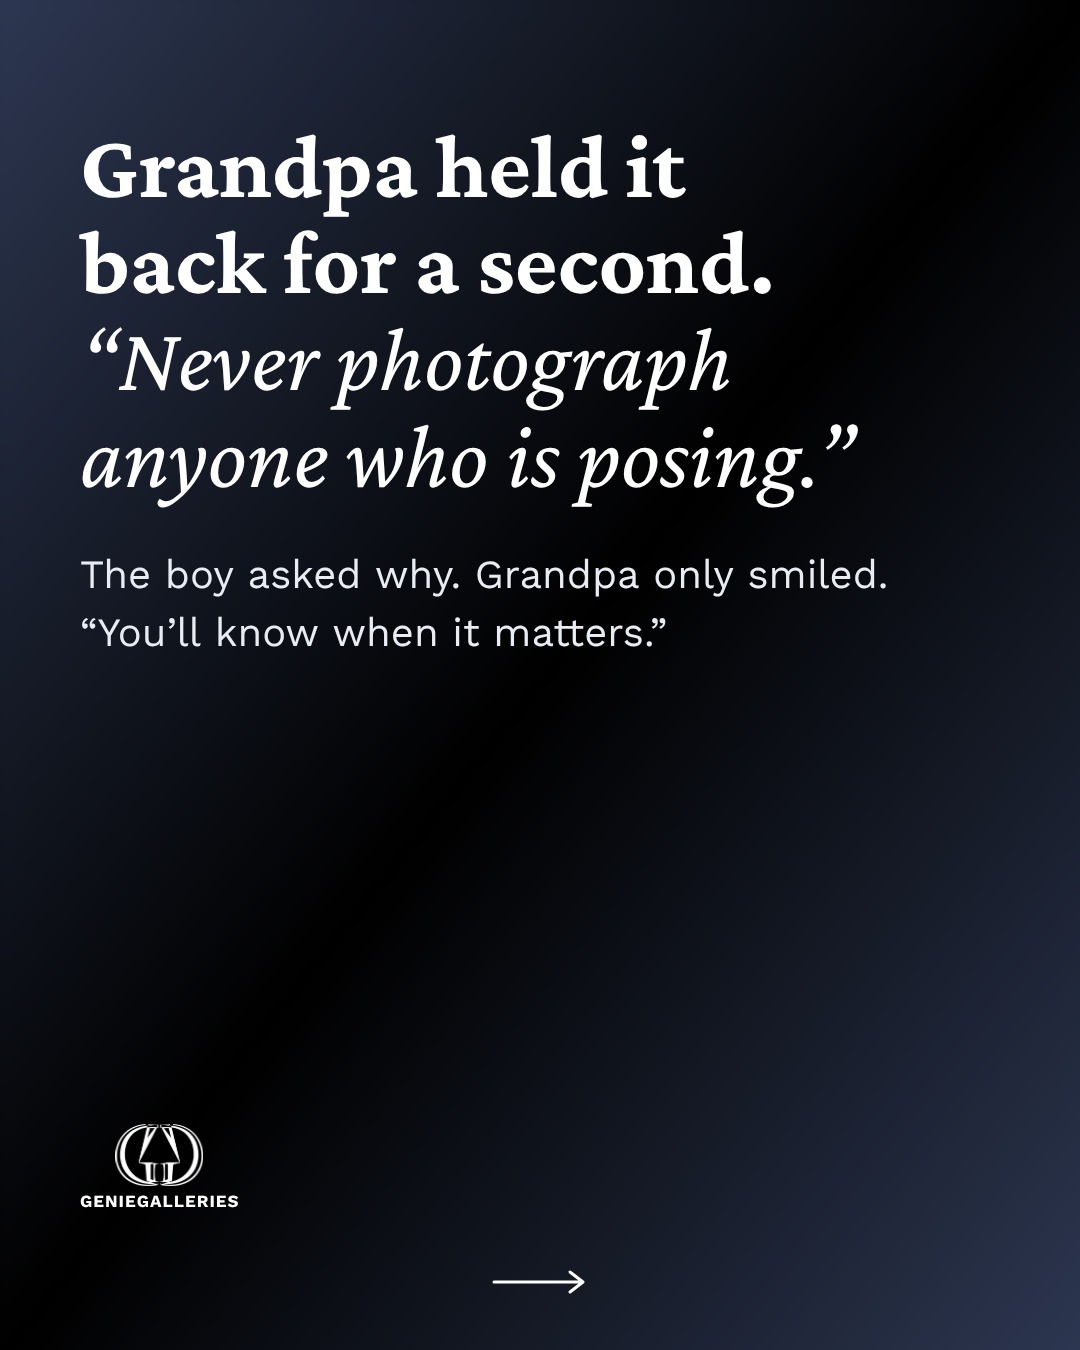 Grandpa held it
back for a second.
“Never photograph
anyone who is posing.”
The boy asked why. Grandpa only smiled.
“You’ll know when it matters.”
GENIEGALLERIES